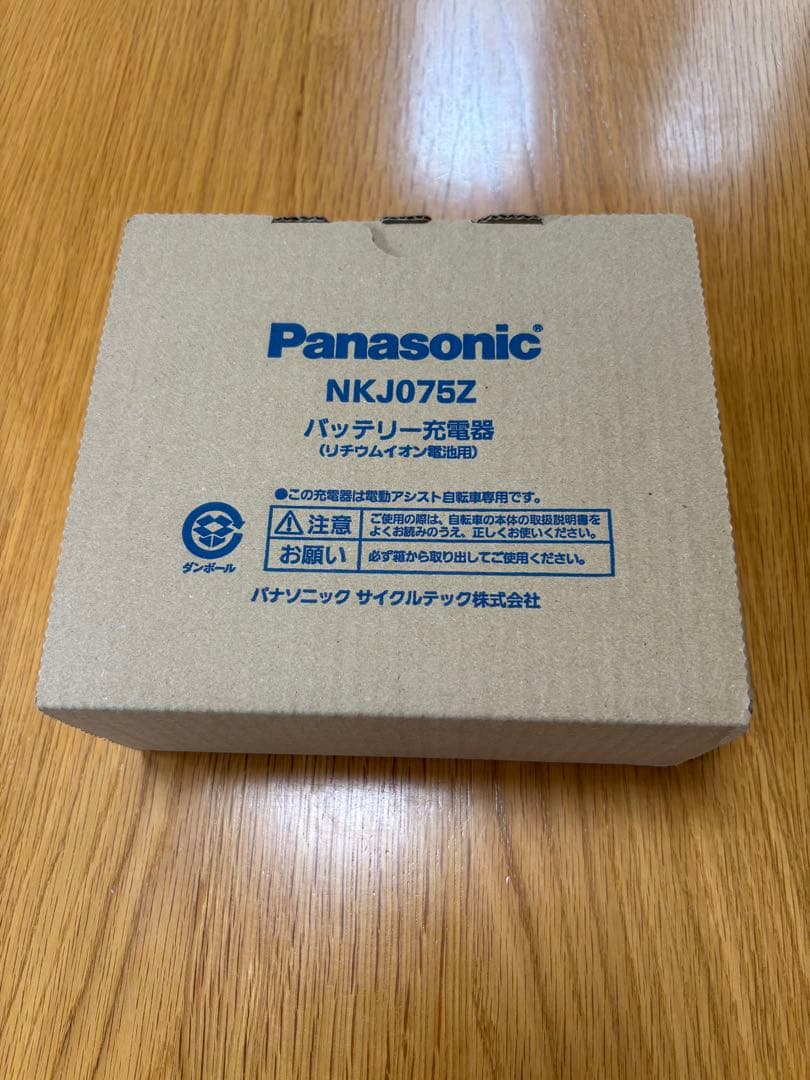 Panasonic®
NKJ075Z
バッテリー充電器
(リチウムイオン電池用)
●この充電器は電動アシスト自転車専用です。
注意
ご使用の際は、自転車の本体の取扱説明書を
よくお読みのうえ、正しくお使いください。
お願い
必ず箱から取り出してご使用ください。
ダンボール
パナソニック サイクルテック株式会社